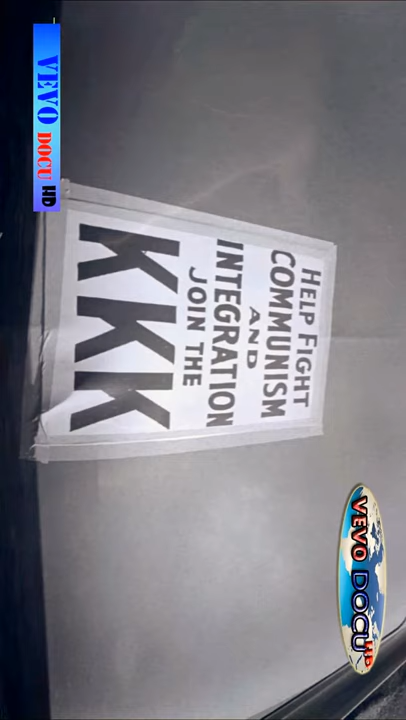 VEVO DOCU HD
HELP FIGHT
COMMUNISM
AND
INTEGRATION
JOIN THE
KKK
VEVO DOCU HD